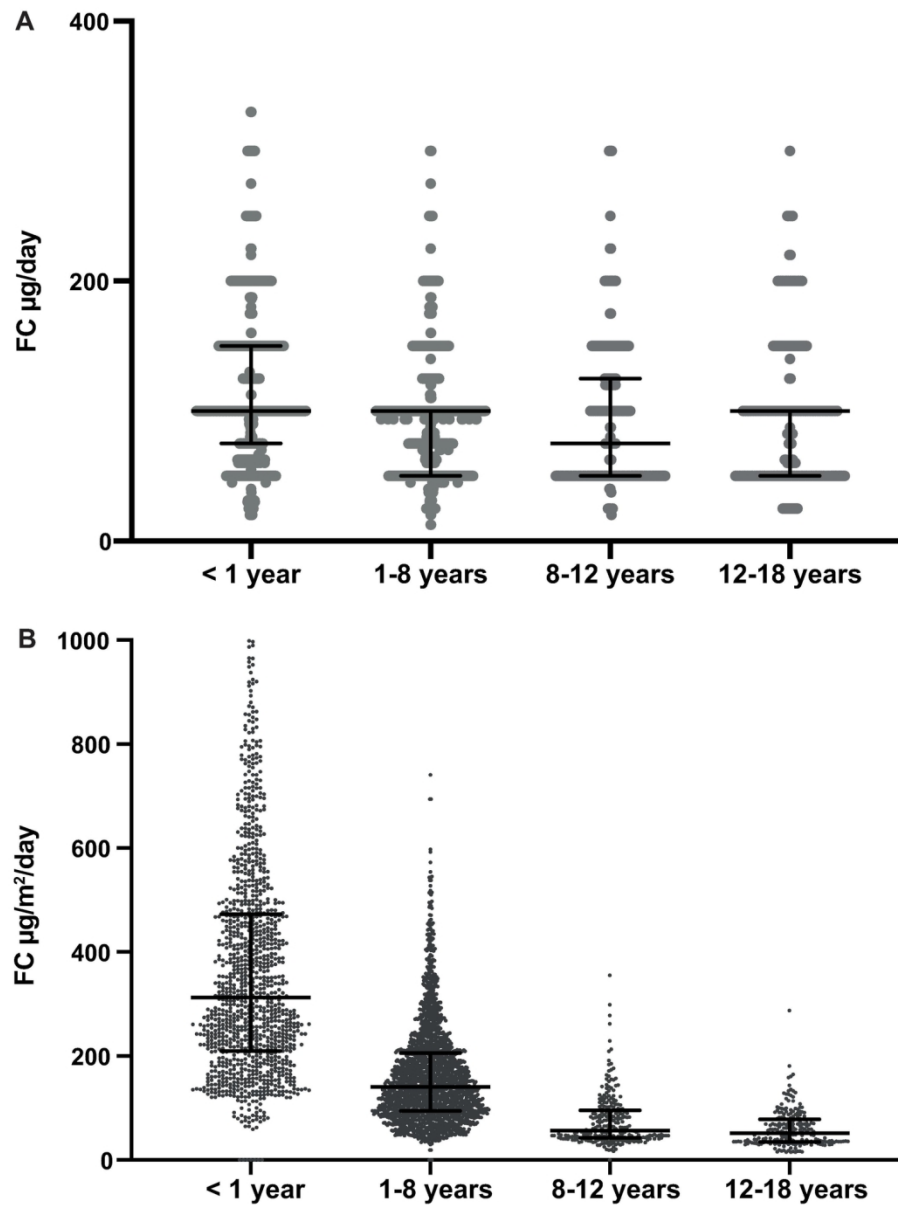 A
400
200
0
FC µg/day
< 1 year
1-8 years
8-12 years
12-18 years
B
1000
800
600
400
200
0
FC µg/m²/day
< 1 year
1-8 years
8-12 years
12-18 years